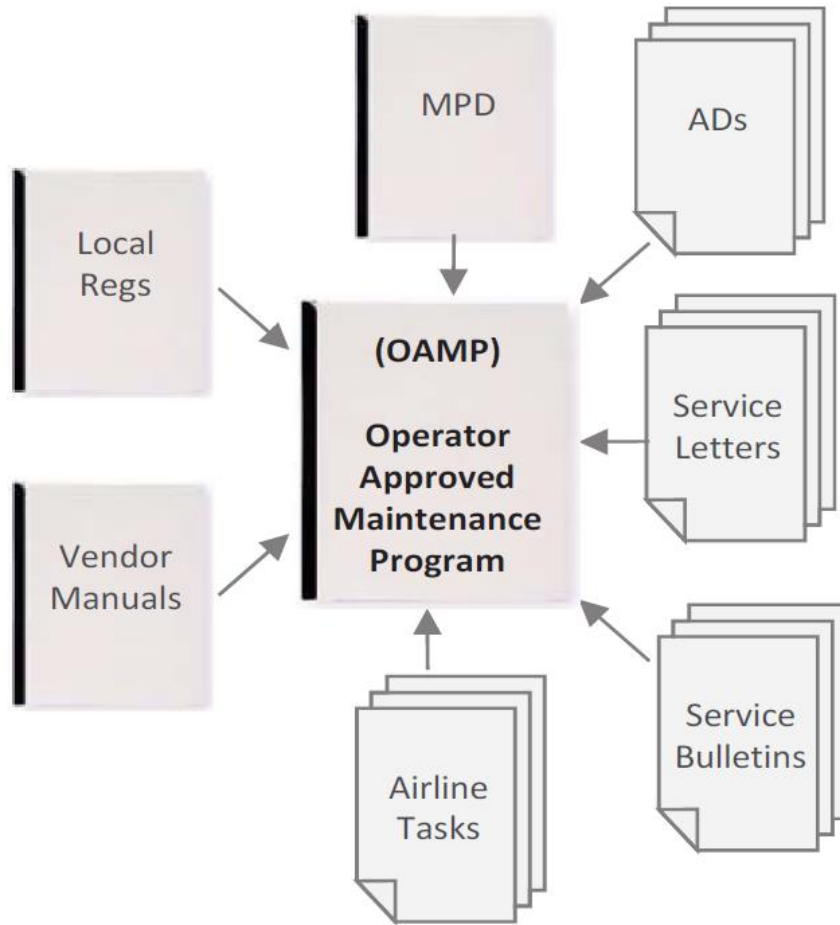 MPD
ADs
Local
Regs
(OAMP)
Operator
Approved
Maintenance
Program
Service
Letters
Vendor
Manuals
Service
Bulletins
Airline
Tasks